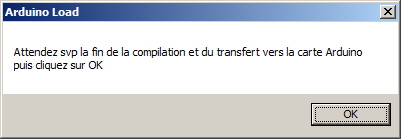 Arduino Load
Attendez svp la fin de la compilation et du transfert vers la carte Arduino
puis cliquez sur OK
OK